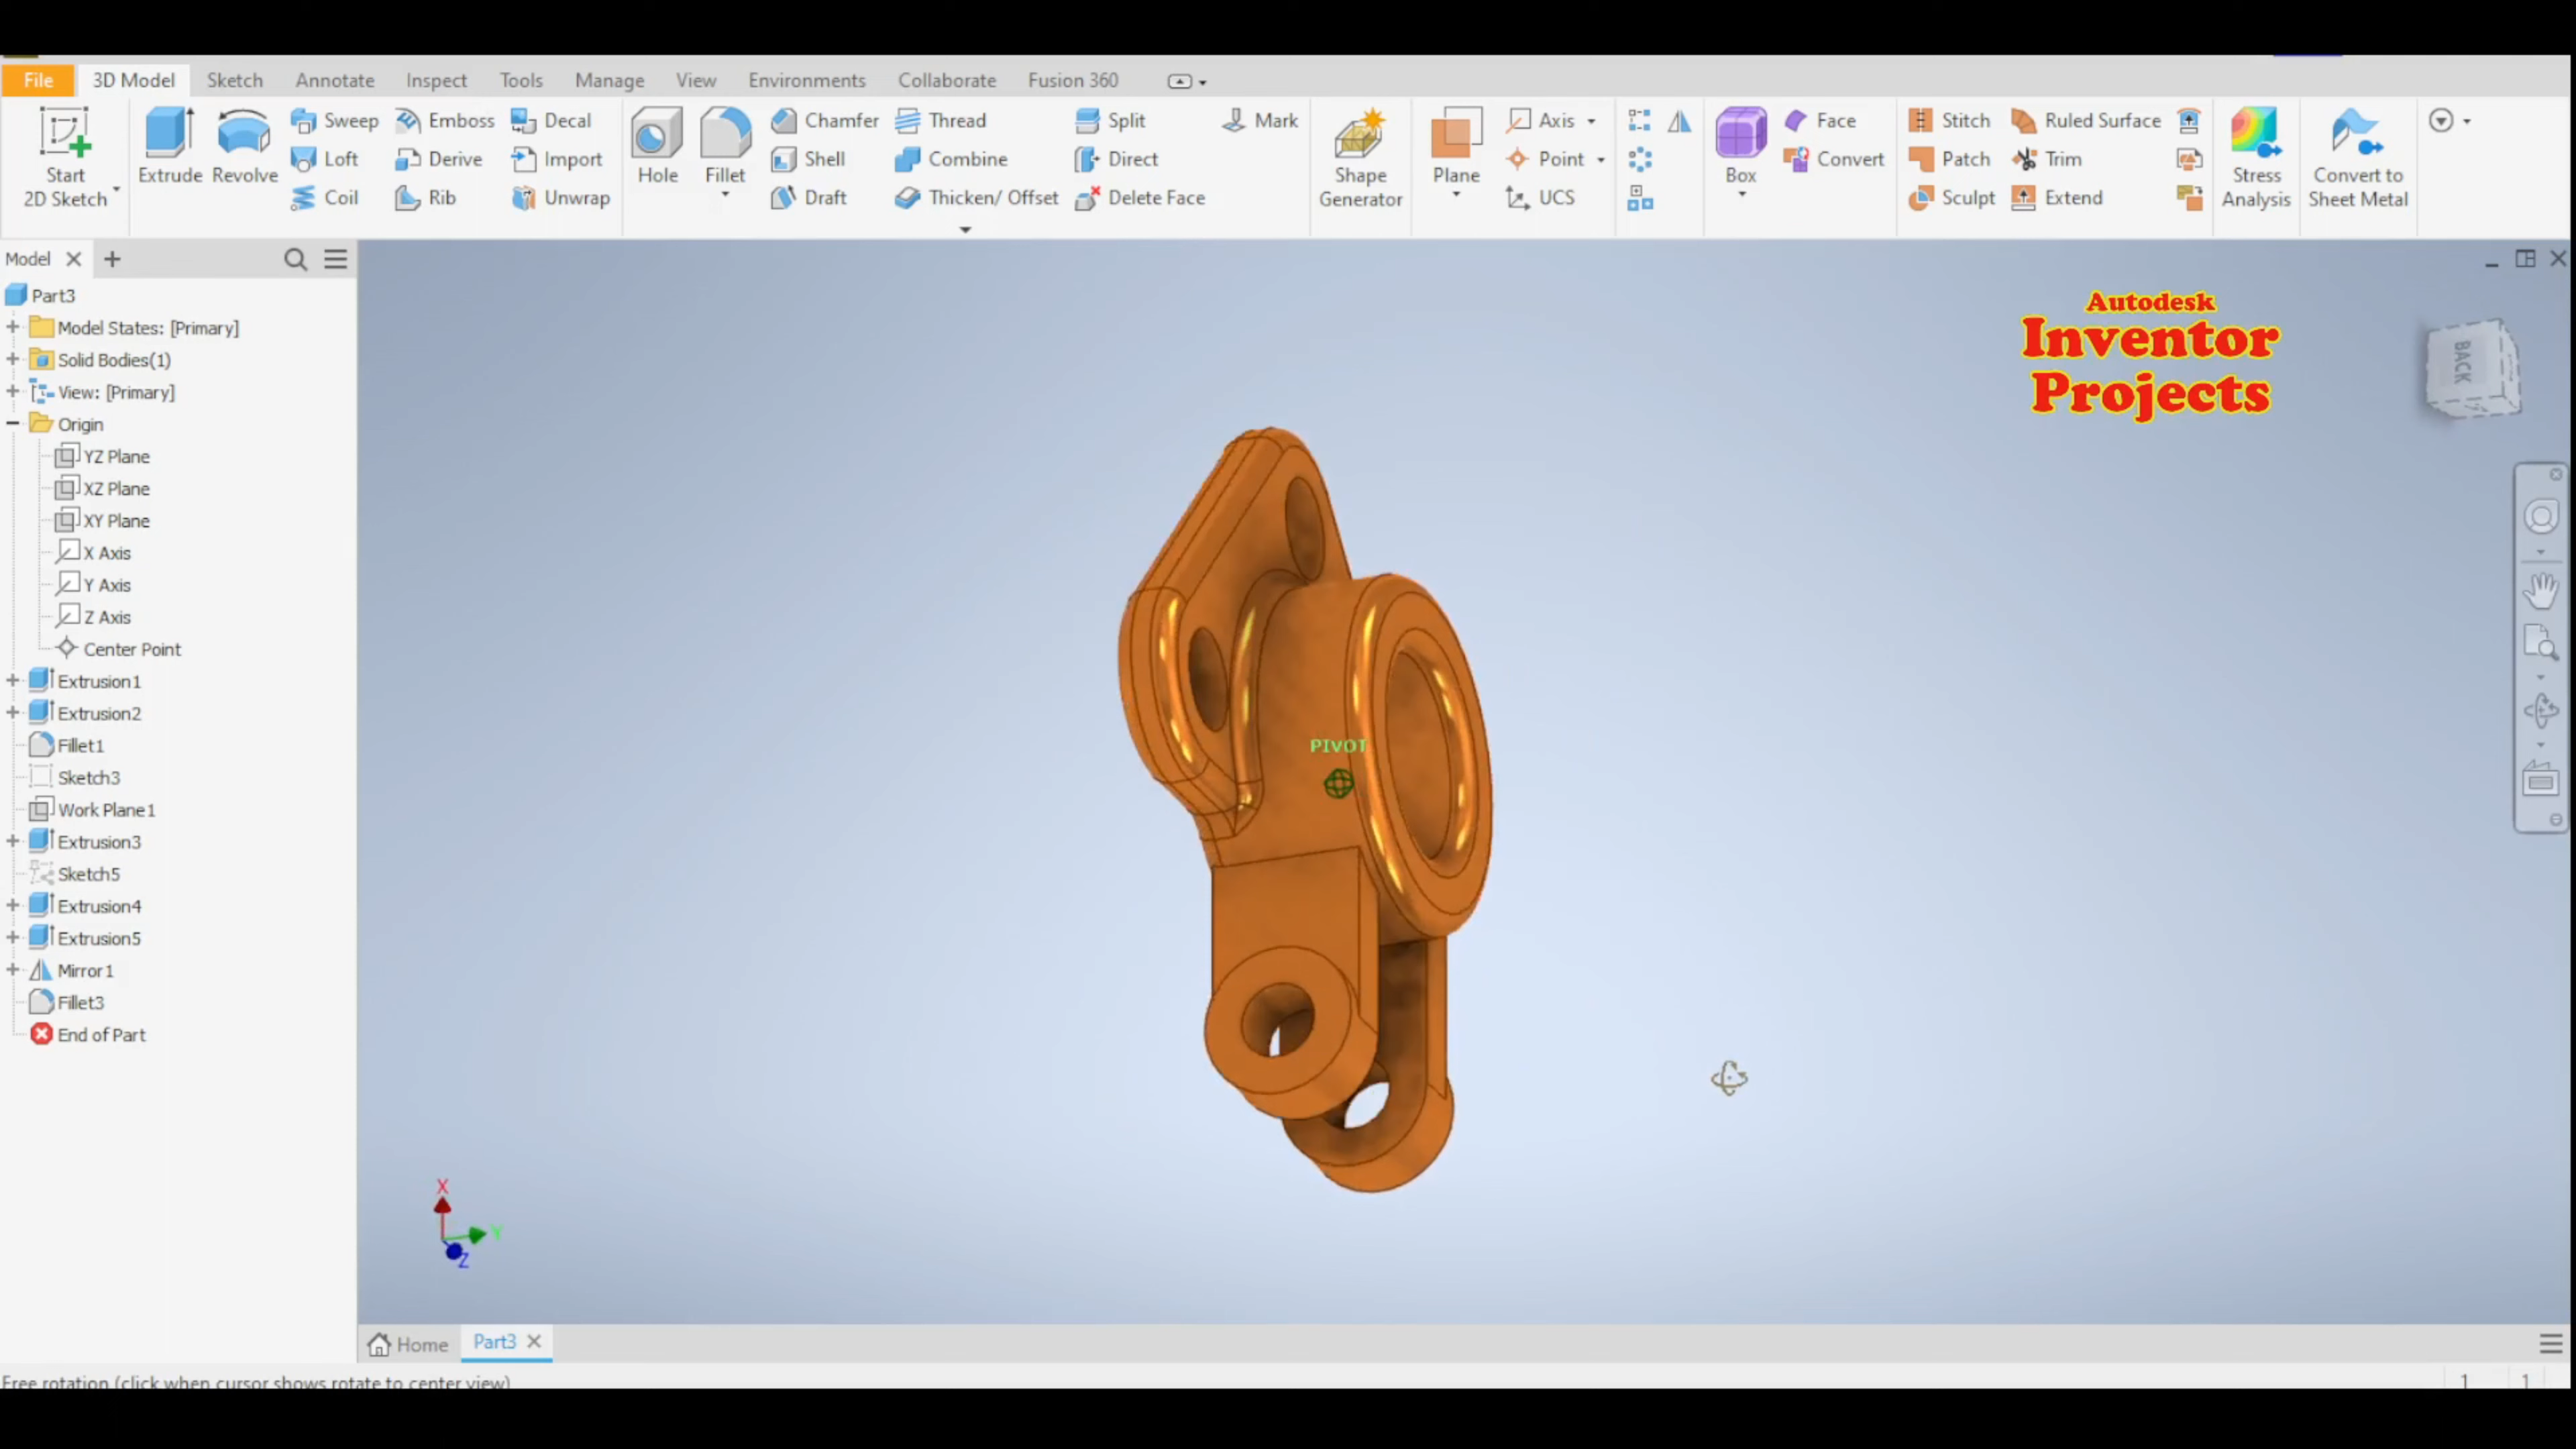 File 3D Model Sketch Annotate Inspect Tools Manage View Environments Collaborate Fusion 360
Start
2D Sketch
Extrude
Revolve
Sweep
Loft
Coil
Emboss
Derive
Rib
Decal
Import
Unwrap
Hole
Fillet
Chamfer
Shell
Draft
Thread
Combine
Thicken/ Offset
Split
Direct
Delete Face
Mark
Shape
Generator
Plane
Axis
Point
UCS
Box
Face
Convert
Stitch
Patch
Sculpt
Ruled Surface
Trim
Extend
Stress
Analysis
Convert to
Sheet Metal
Model
Part3
Model States: [Primary]
Solid Bodies(1)
View: [Primary]
Origin
YZ Plane
XZ Plane
XY Plane
X Axis
Y Axis
Z Axis
Center Point
Extrusion1
Extrusion2
Fillet1
Sketch3
Work Plane1
Extrusion3
Sketch5
Extrusion4
Extrusion5
Mirror1
Fillet3
End of Part
Autodesk
Inventor
Projects
BACK
PIVOT
X
Y
Z
Home
Part3
Free rotation (click when cursor shows rotate to center view)
1 1